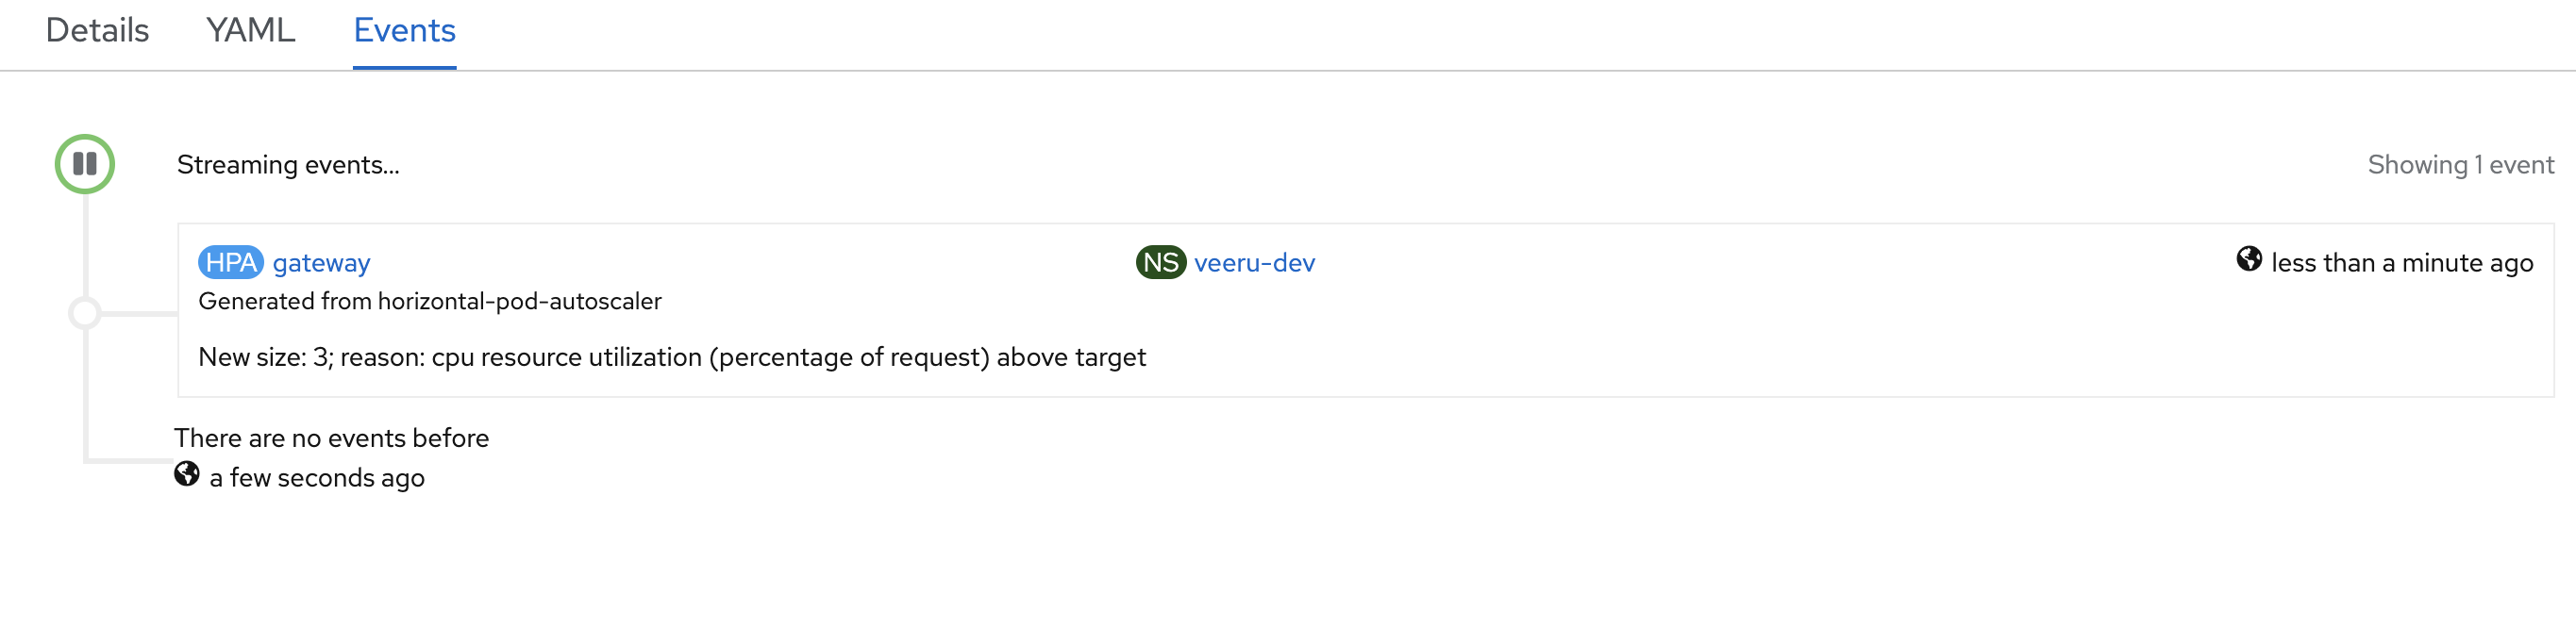 Details YAML Events
Streaming events... Showing 1 event
HPA gateway NS veeru-dev less than a minute ago
Generated from horizontal-pod-autoscaler
New size: 3; reason: cpu resource utilization (percentage of request) above target
There are no events before
a few seconds ago